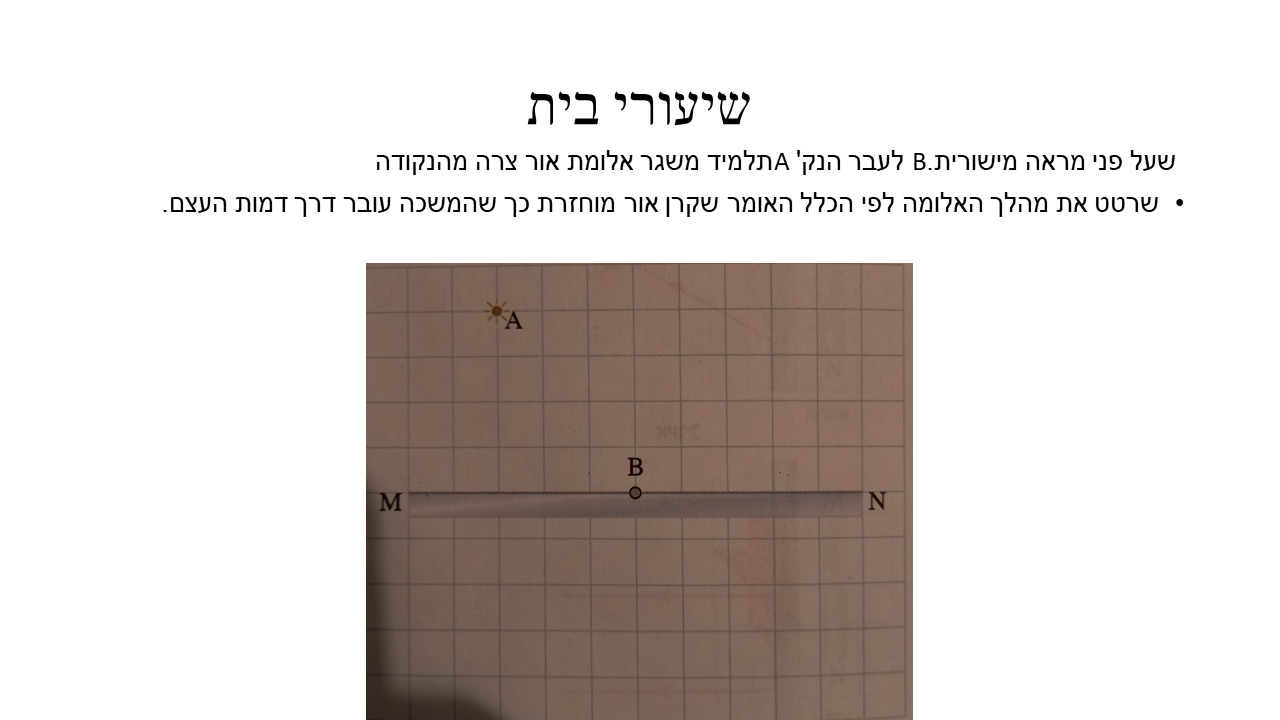 שיעורי בית
תלמיד משגר אלומת אור צרה מהנקודה A לעבר הנק' B שעל פני מראה מישורית.
• שרטט את מהלך האלומה לפי הכלל האומר שקרן אור מוחזרת כך שהמשכה עובר דרך דמות העצם.
A
B
M
N